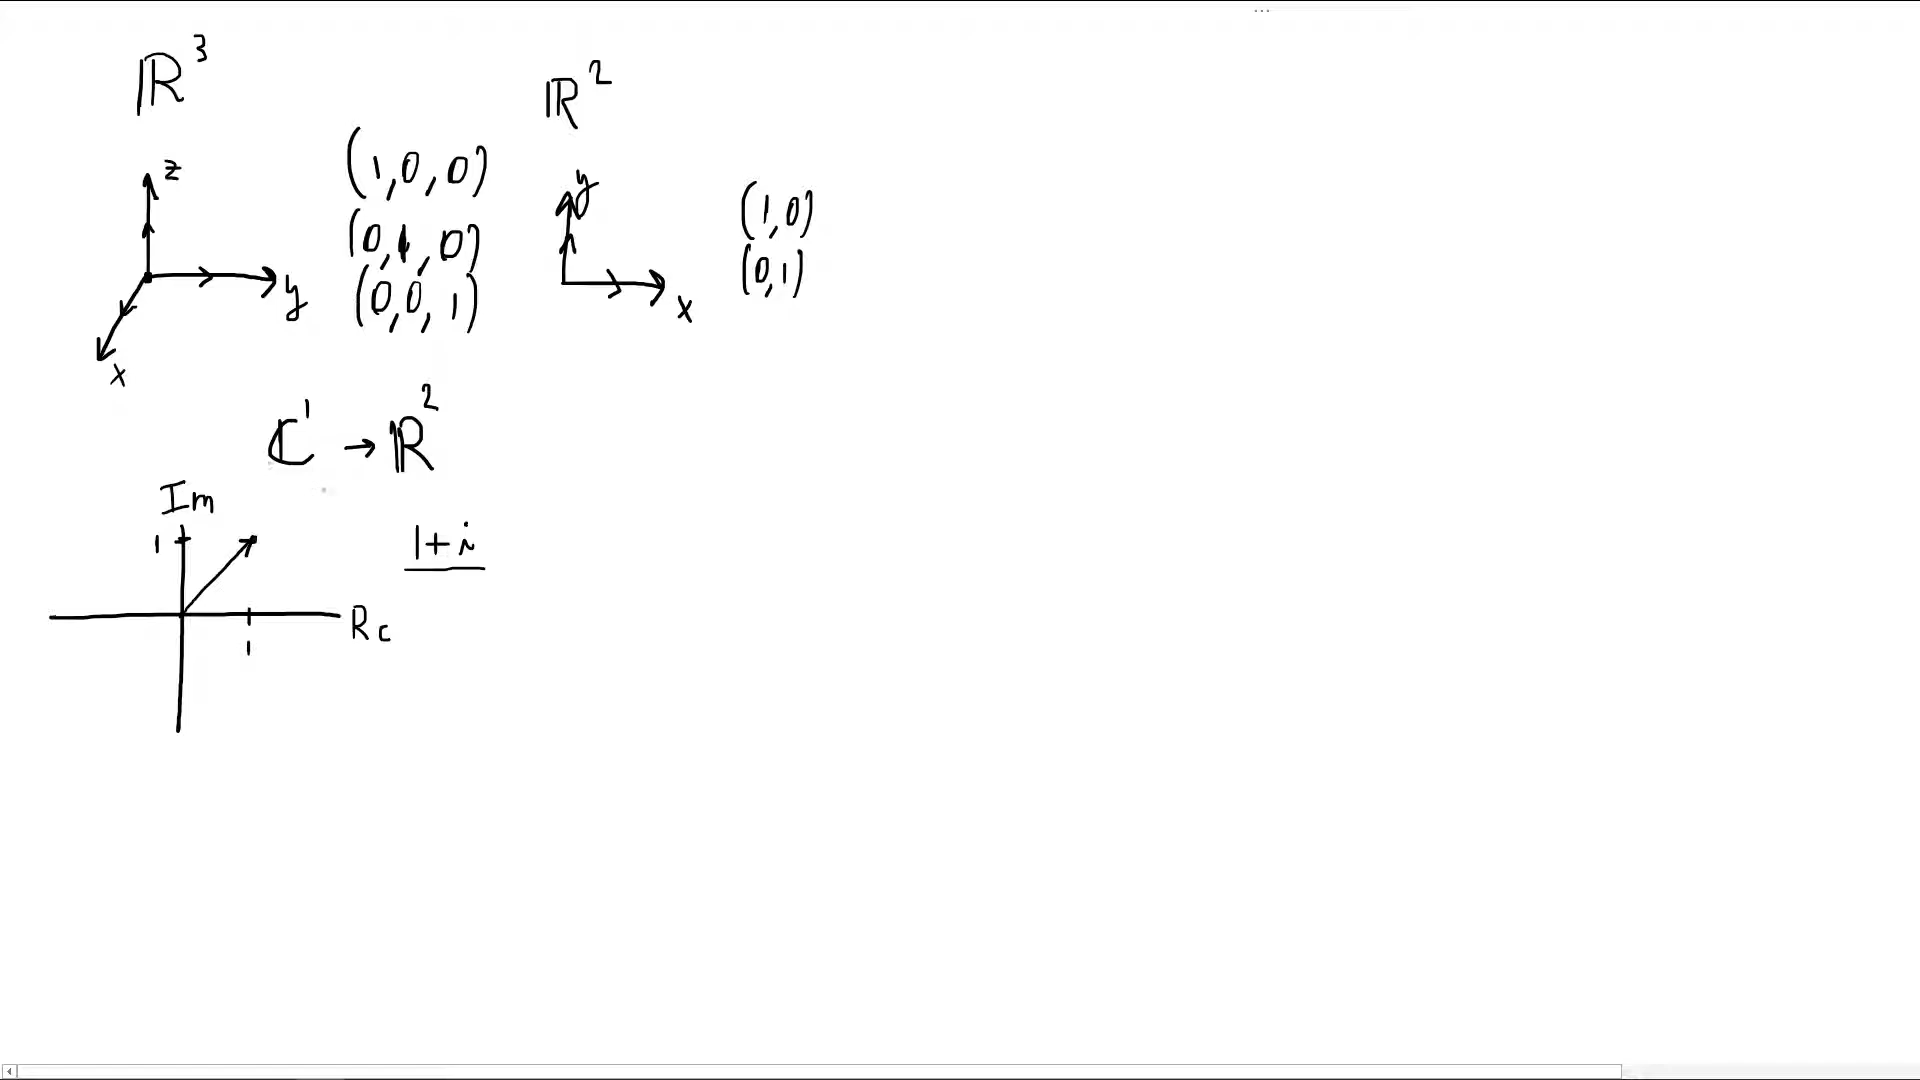 ℝ³
z
y
x
(1,0,0)
(0,1,0)
(0,0,1)
ℝ²
y
x
(1,0)
(0,1)
ℂ¹ → ℝ²
Im
1
1+i
Re
1